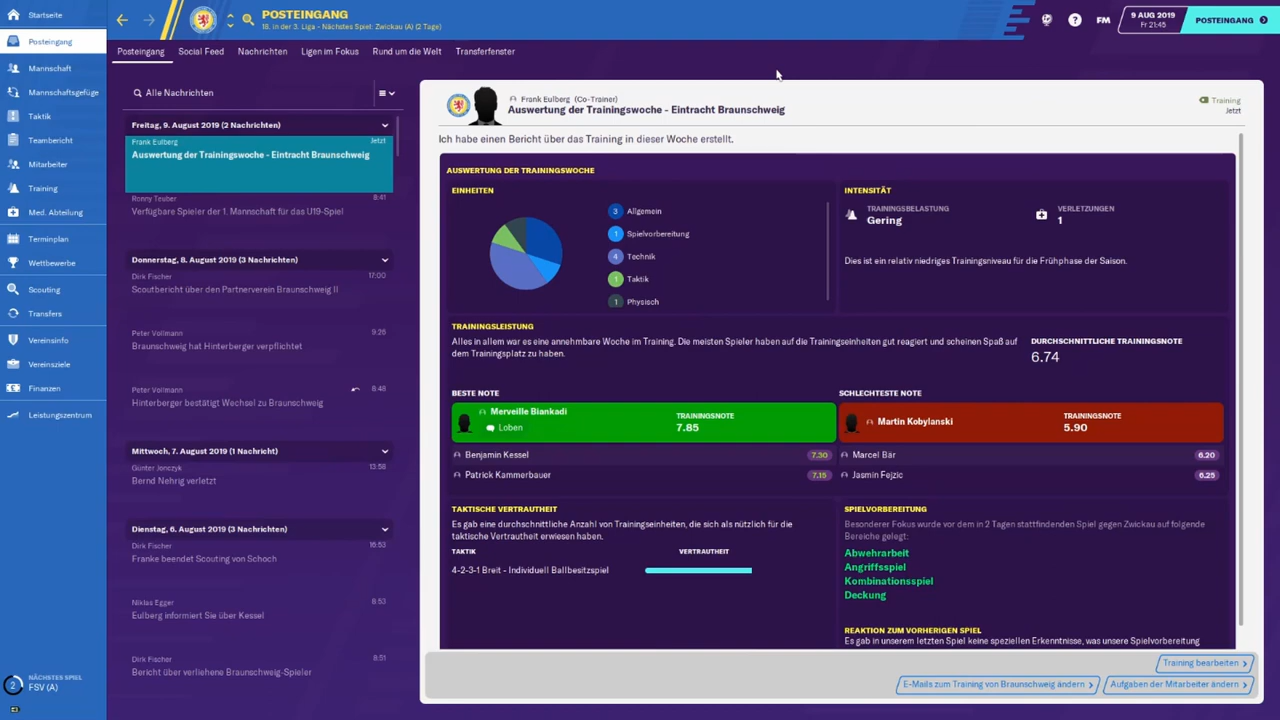 Startseite
Posteingang
Mannschaft
Mannschaftsgefüge
Taktik
Teambericht
Mitarbeiter
Training
Med. Abteilung
Terminplan
Wettbewerbe
Scouting
Transfers
Vereinsinfo
Vereinsziele
Finanzen
Leistungszentrum
2
NÄCHSTES SPIEL
FSV (A)
POSTEINGANG
18. in der 3. Liga - Nächstes Spiel: Zwickau (A) (2 Tage)
?
FM
9 AUG 2019
Fr 21:45
POSTEINGANG
Posteingang Social Feed Nachrichten Ligen im Fokus Rund um die Welt Transferfenster
Alle Nachrichten
Freitag, 9. August 2019 (2 Nachrichten)
Frank Eulberg Jetzt
Auswertung der Trainingswoche - Eintracht Braunschweig
Ronny Teuber 8:41
Verfügbare Spieler der 1. Mannschaft für das U19-Spiel
Donnerstag, 8. August 2019 (3 Nachrichten)
Dirk Fischer 17:00
Scoutbericht über den Partnerverein Braunschweig II
Peter Vollmann 9:26
Braunschweig hat Hinterberger verpflichtet
Peter Vollmann 8:48
Hinterberger bestätigt Wechsel zu Braunschweig
Mittwoch, 7. August 2019 (1 Nachricht)
Günter Jonczyk 13:58
Bernd Nehrig verletzt
Dienstag, 6. August 2019 (3 Nachrichten)
Dirk Fischer 16:53
Franke beendet Scouting von Schoch
Niklas Egger 8:53
Eulberg informiert Sie über Kessel
Dirk Fischer 8:51
Bericht über verliehene Braunschweig-Spieler
Frank Eulberg (Co-Trainer)
Auswertung der Trainingswoche - Eintracht Braunschweig
Training
Jetzt
Ich habe einen Bericht über das Training in dieser Woche erstellt.
AUSWERTUNG DER TRAININGSWOCHE
EINHEITEN
3 Allgemein
1 Spielvorbereitung
4 Technik
1 Taktik
1 Physisch
INTENSITÄT
TRAININGSBELASTUNG
Gering
VERLETZUNGEN
1
Dies ist ein relativ niedriges Trainingsniveau für die Frühphase der Saison.
TRAININGSLEISTUNG
Alles in allem war es eine annehmbare Woche im Training. Die meisten Spieler haben auf die Trainingseinheiten gut reagiert und scheinen Spaß auf
dem Trainingsplatz zu haben.
DURCHSCHNITTLICHE TRAININGSNOTE
6.74
BESTE NOTE
Merveille Biankadi
Loben
TRAININGSNOTE
7.85
Benjamin Kessel 7.30
Patrick Kammerbauer 7.15
SCHLECHTESTE NOTE
Martin Kobylanski
TRAININGSNOTE
5.90
Marcel Bär 6.20
Jasmin Fejzic 6.25
TAKTISCHE VERTRAUTHEIT
Es gab eine durchschnittliche Anzahl von Trainingseinheiten, die sich als nützlich für die
taktische Vertrautheit erwiesen haben.
TAKTIK VERTRAUTHEIT
4-2-3-1 Breit - Individuell Ballbesitzspiel
SPIELVORBEREITUNG
Besonderer Fokus wurde vor dem in 2 Tagen stattfindenden Spiel gegen Zwickau auf folgende
Bereiche gelegt:
Abwehrarbeit
Angriffsspiel
Kombinationsspiel
Deckung
REAKTION ZUM VORHERIGEN SPIEL
Es gab in unserem letzten Spiel keine speziellen Erkenntnisse, was unsere Spielvorbereitung
Training bearbeiten
E-Mails zum Training von Braunschweig ändern
Aufgaben der Mitarbeiter ändern